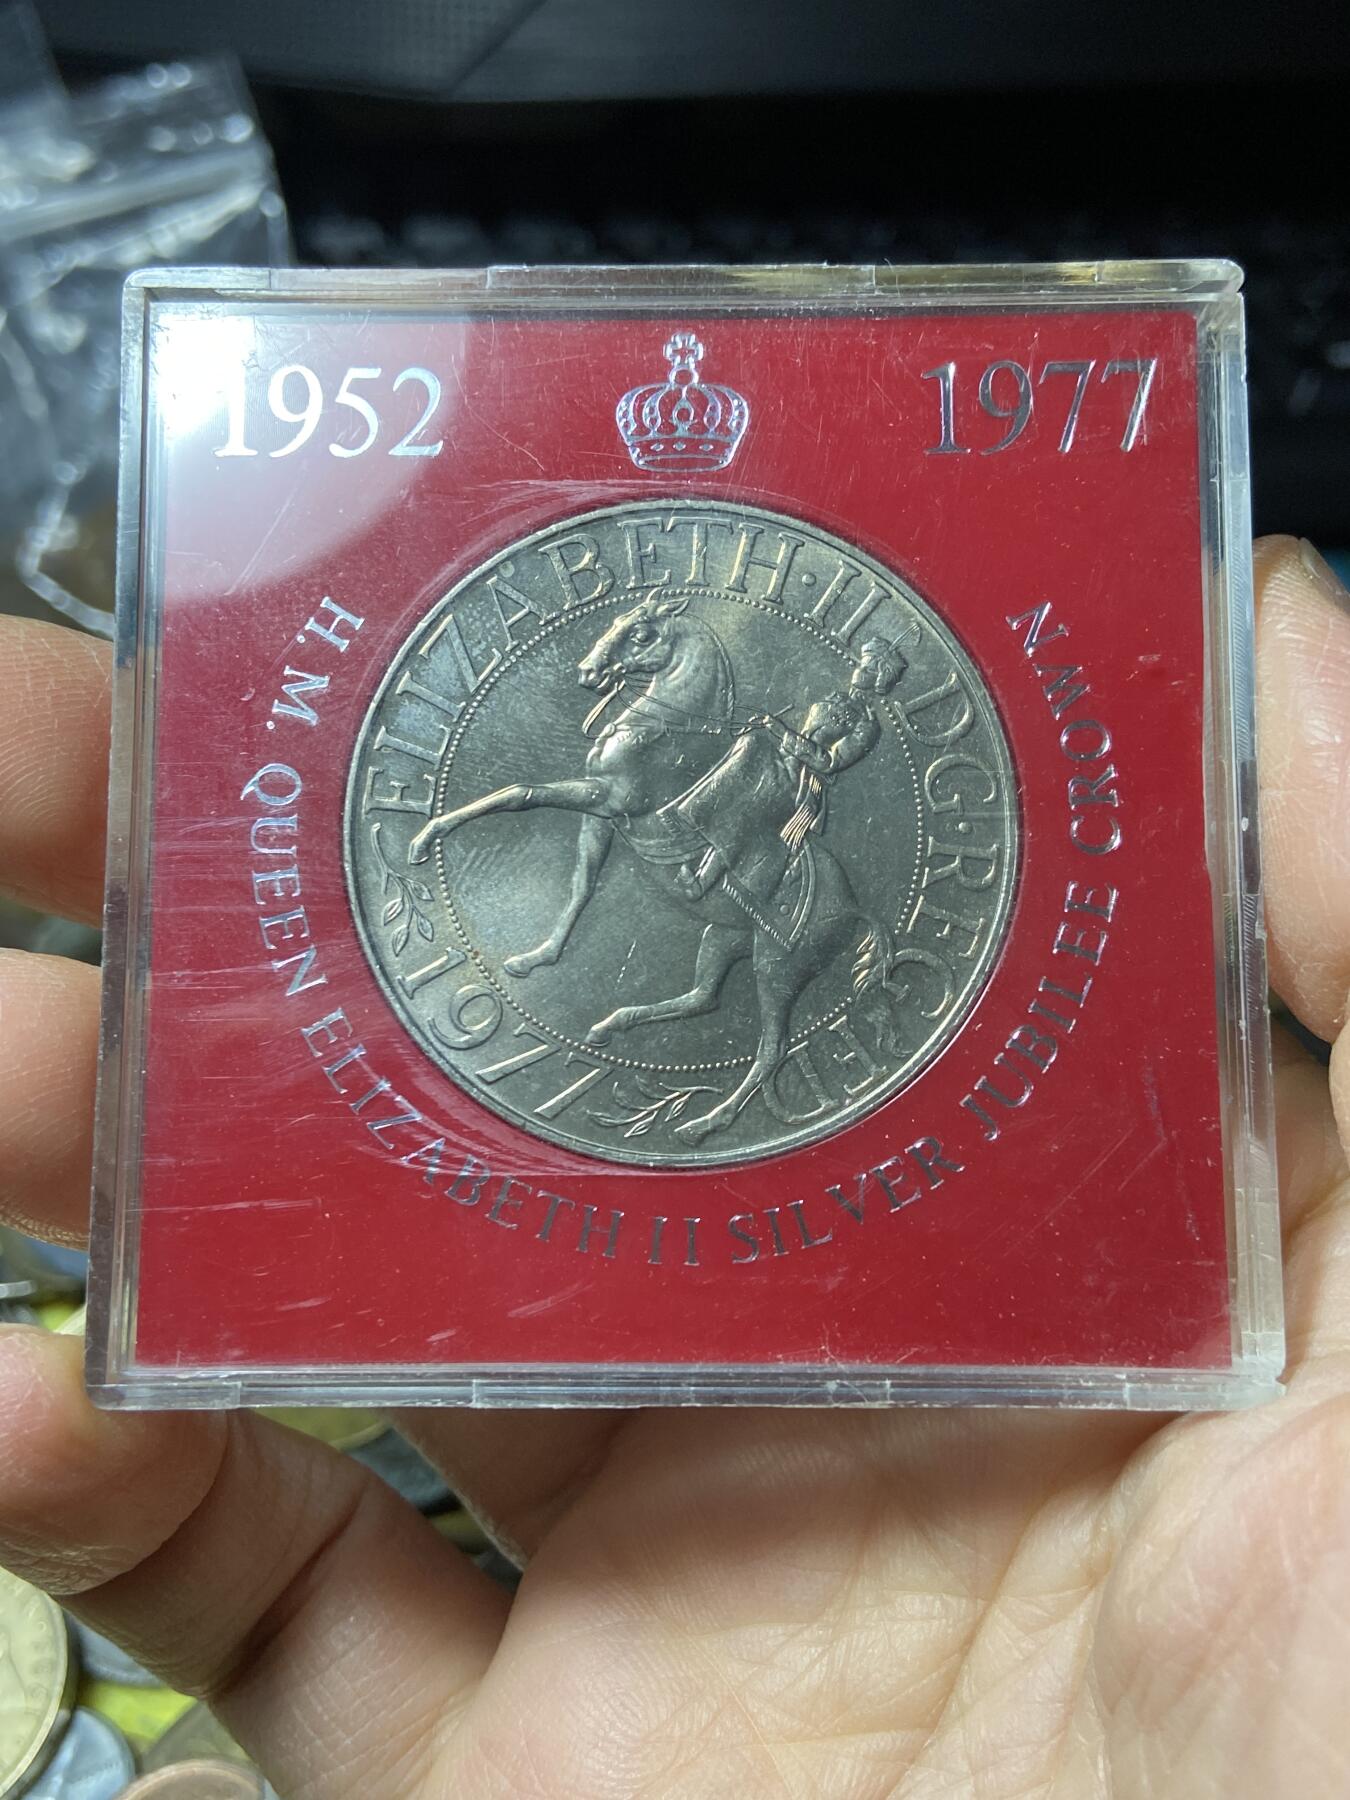 1952
1977
H.M. QUEEN ELIZABETH II SILVER JUBILEE CROWN
ELIZABETH·II D·G·REG F·D 1977